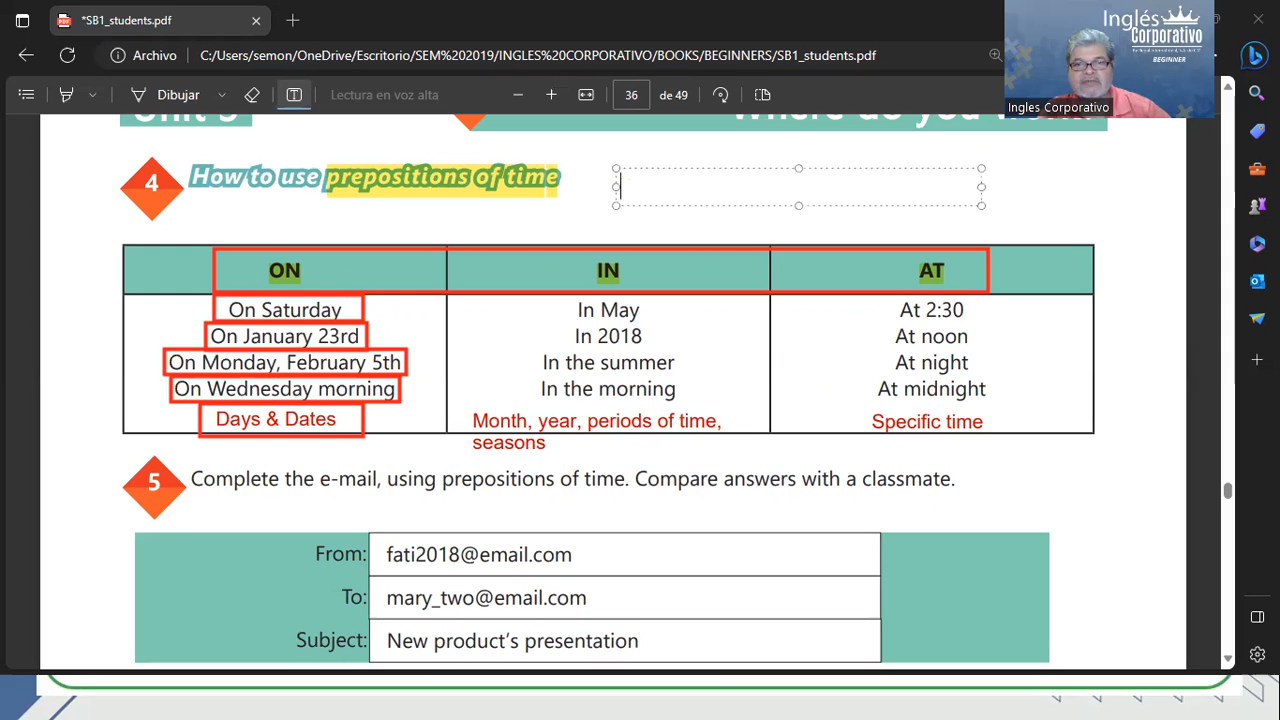 *SB1_students.pdf
Archivo
C:/Users/semon/OneDrive/Escritorio/SEM%202019/INGLES%20CORPORATIVO/BOOKS/BEGINNERS/SB1_students.pdf
Inglés
Corporativo
BEGINNER
Ingles Corporativo
Dibujar
Lectura en voz alta
36
de 49
How to use prepositions of time
4
ON IN AT
On Saturday In May At 2:30
On January 23rd In 2018 At noon
On Monday, February 5th In the summer At night
On Wednesday morning In the morning At midnight
Days & Dates Month, year, periods of time, Specific time
seasons
5 Complete the e-mail, using prepositions of time. Compare answers with a classmate.
From: fati2018@email.com
To: mary_two@email.com
Subject: New product's presentation